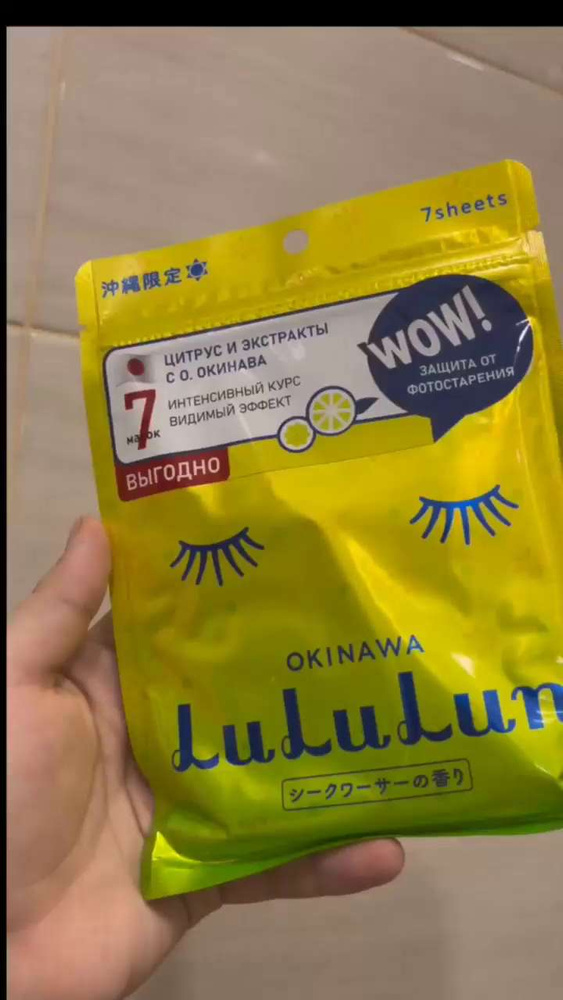 7sheets
沖縄限定
ЦИТРУС И ЭКСТРАКТЫ
С О. ОКИНАВА
7
масок
ИНТЕНСИВНЫЙ КУРС
ВИДИМЫЙ ЭФФЕКТ
WOW!
ЗАЩИТА ОТ
ФОТОСТАРЕНИЯ
ВЫГОДНО
OKINAWA
LuLuLun
シークワーサーの香り